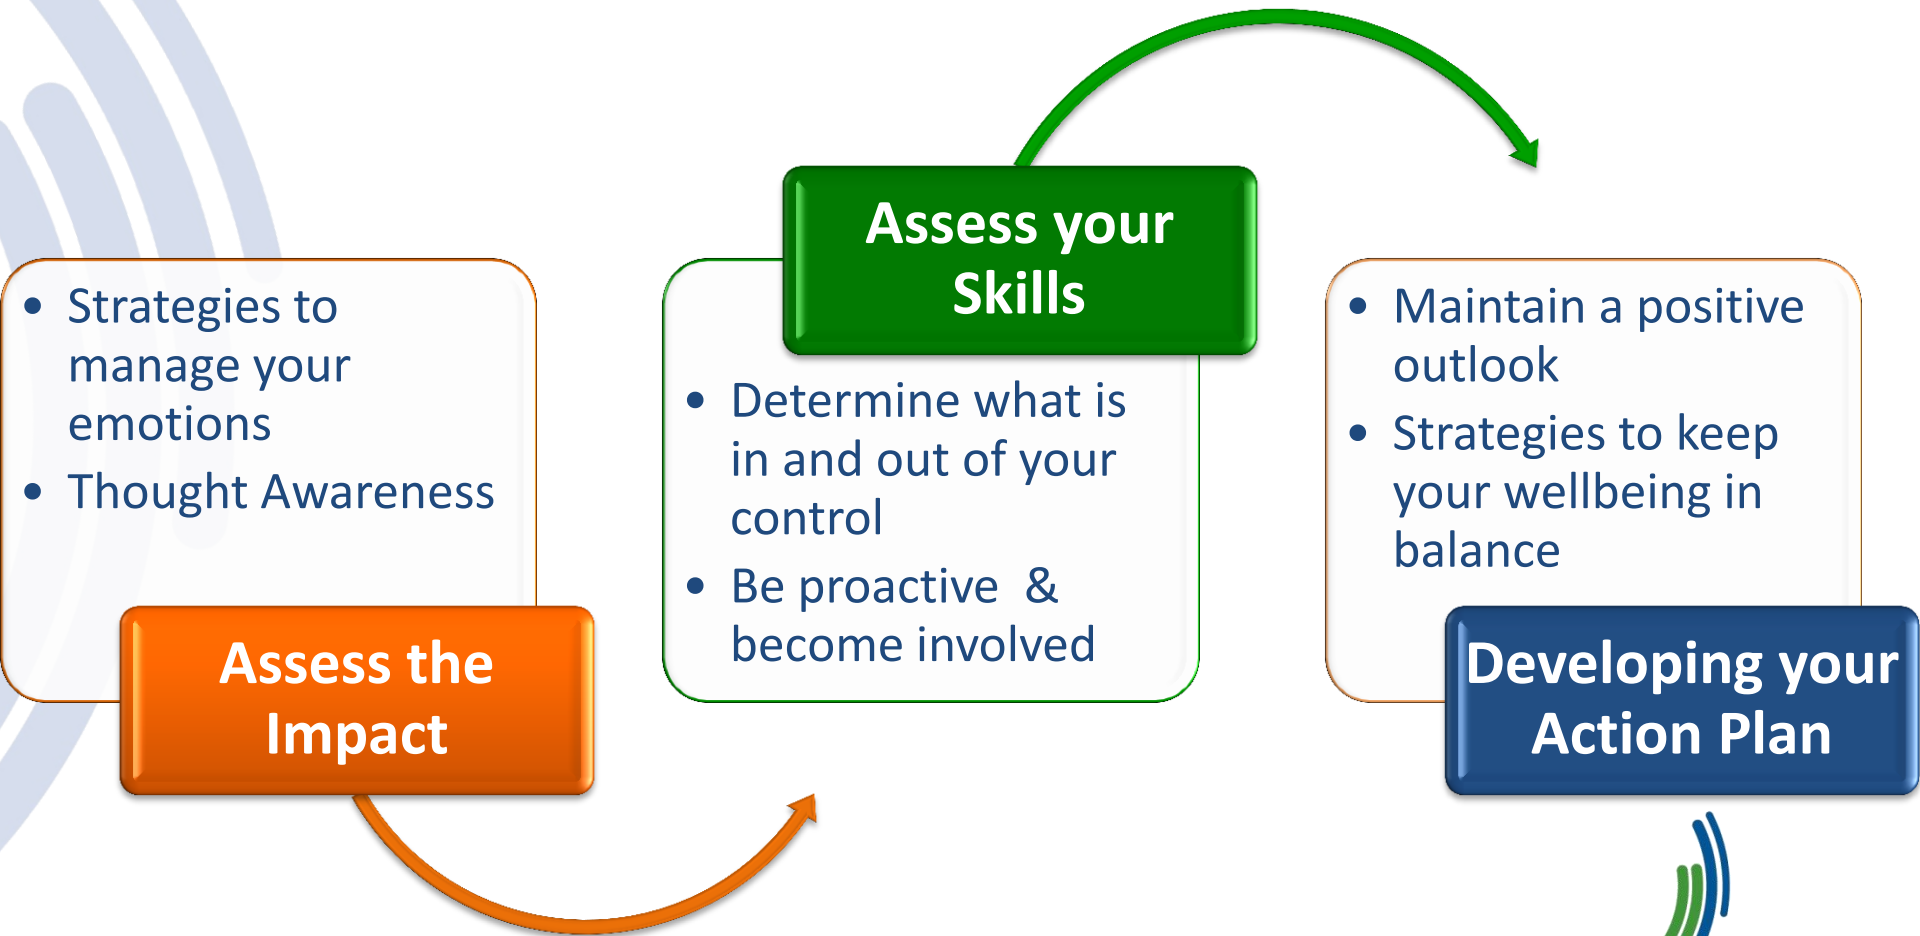 • Strategies to
manage your
emotions
• Thought Awareness
Assess the
Impact
Assess your
Skills
• Determine what is
in and out of your
control
• Be proactive  &
become involved
• Maintain a positive
outlook
• Strategies to keep
your wellbeing in
balance
Developing your
Action Plan